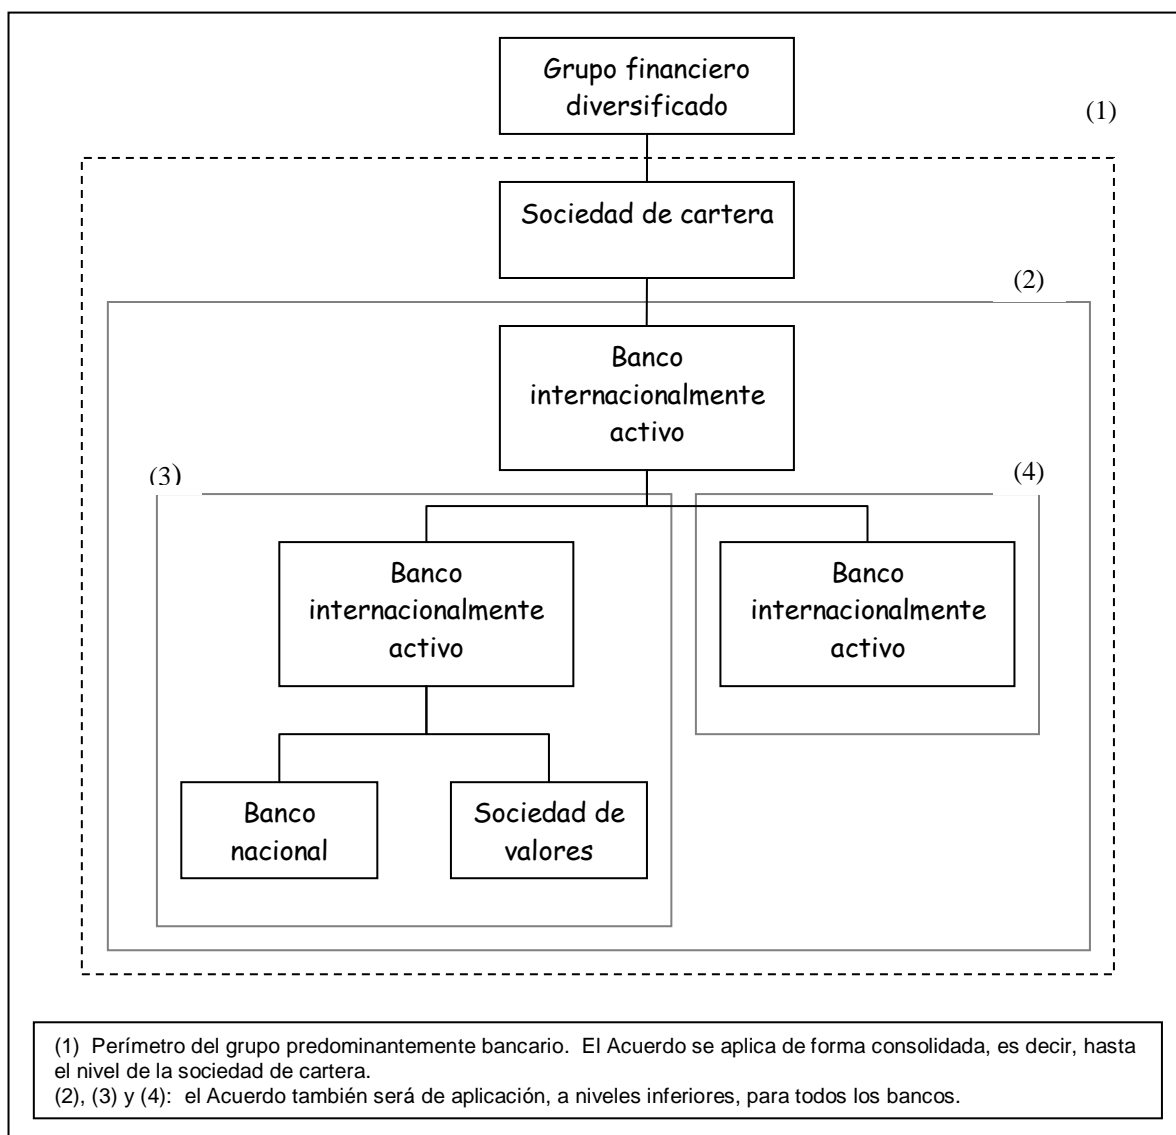 Grupo financiero
diversificado
(1)
Sociedad de cartera
(2)
Banco
internacionalmente
activo
(3)
(4)
Banco
internacionalmente
activo
Banco
internacionalmente
activo
Banco
nacional
Sociedad de
valores
(1) Perímetro del grupo predominantemente bancario. El Acuerdo se aplica de forma consolidada, es decir, hasta
el nivel de la sociedad de cartera.
(2), (3) y (4): el Acuerdo también será de aplicación, a niveles inferiores, para todos los bancos.